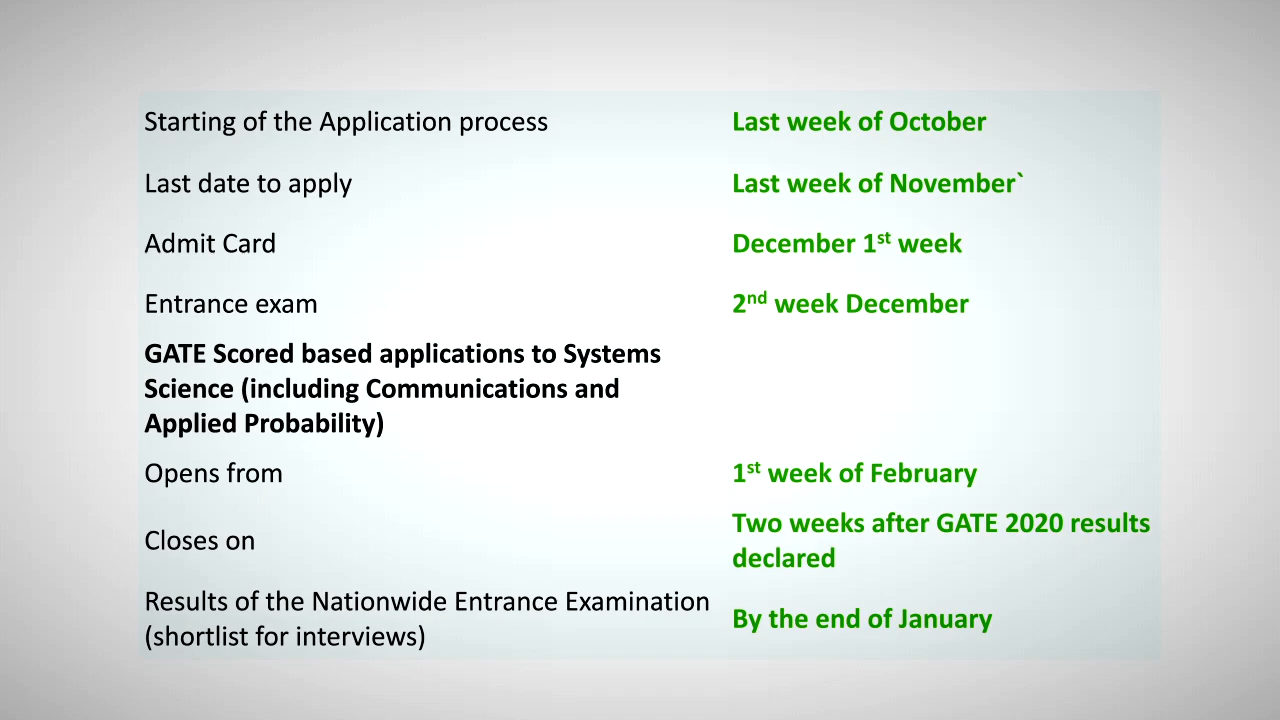 Starting of the Application process Last week of October
Last date to apply Last week of November`
Admit Card December 1st week
Entrance exam 2nd week December
GATE Scored based applications to Systems
Science (including Communications and
Applied Probability)
Opens from 1st week of February
Closes on Two weeks after GATE 2020 results
declared
Results of the Nationwide Entrance Examination
(shortlist for interviews) By the end of January